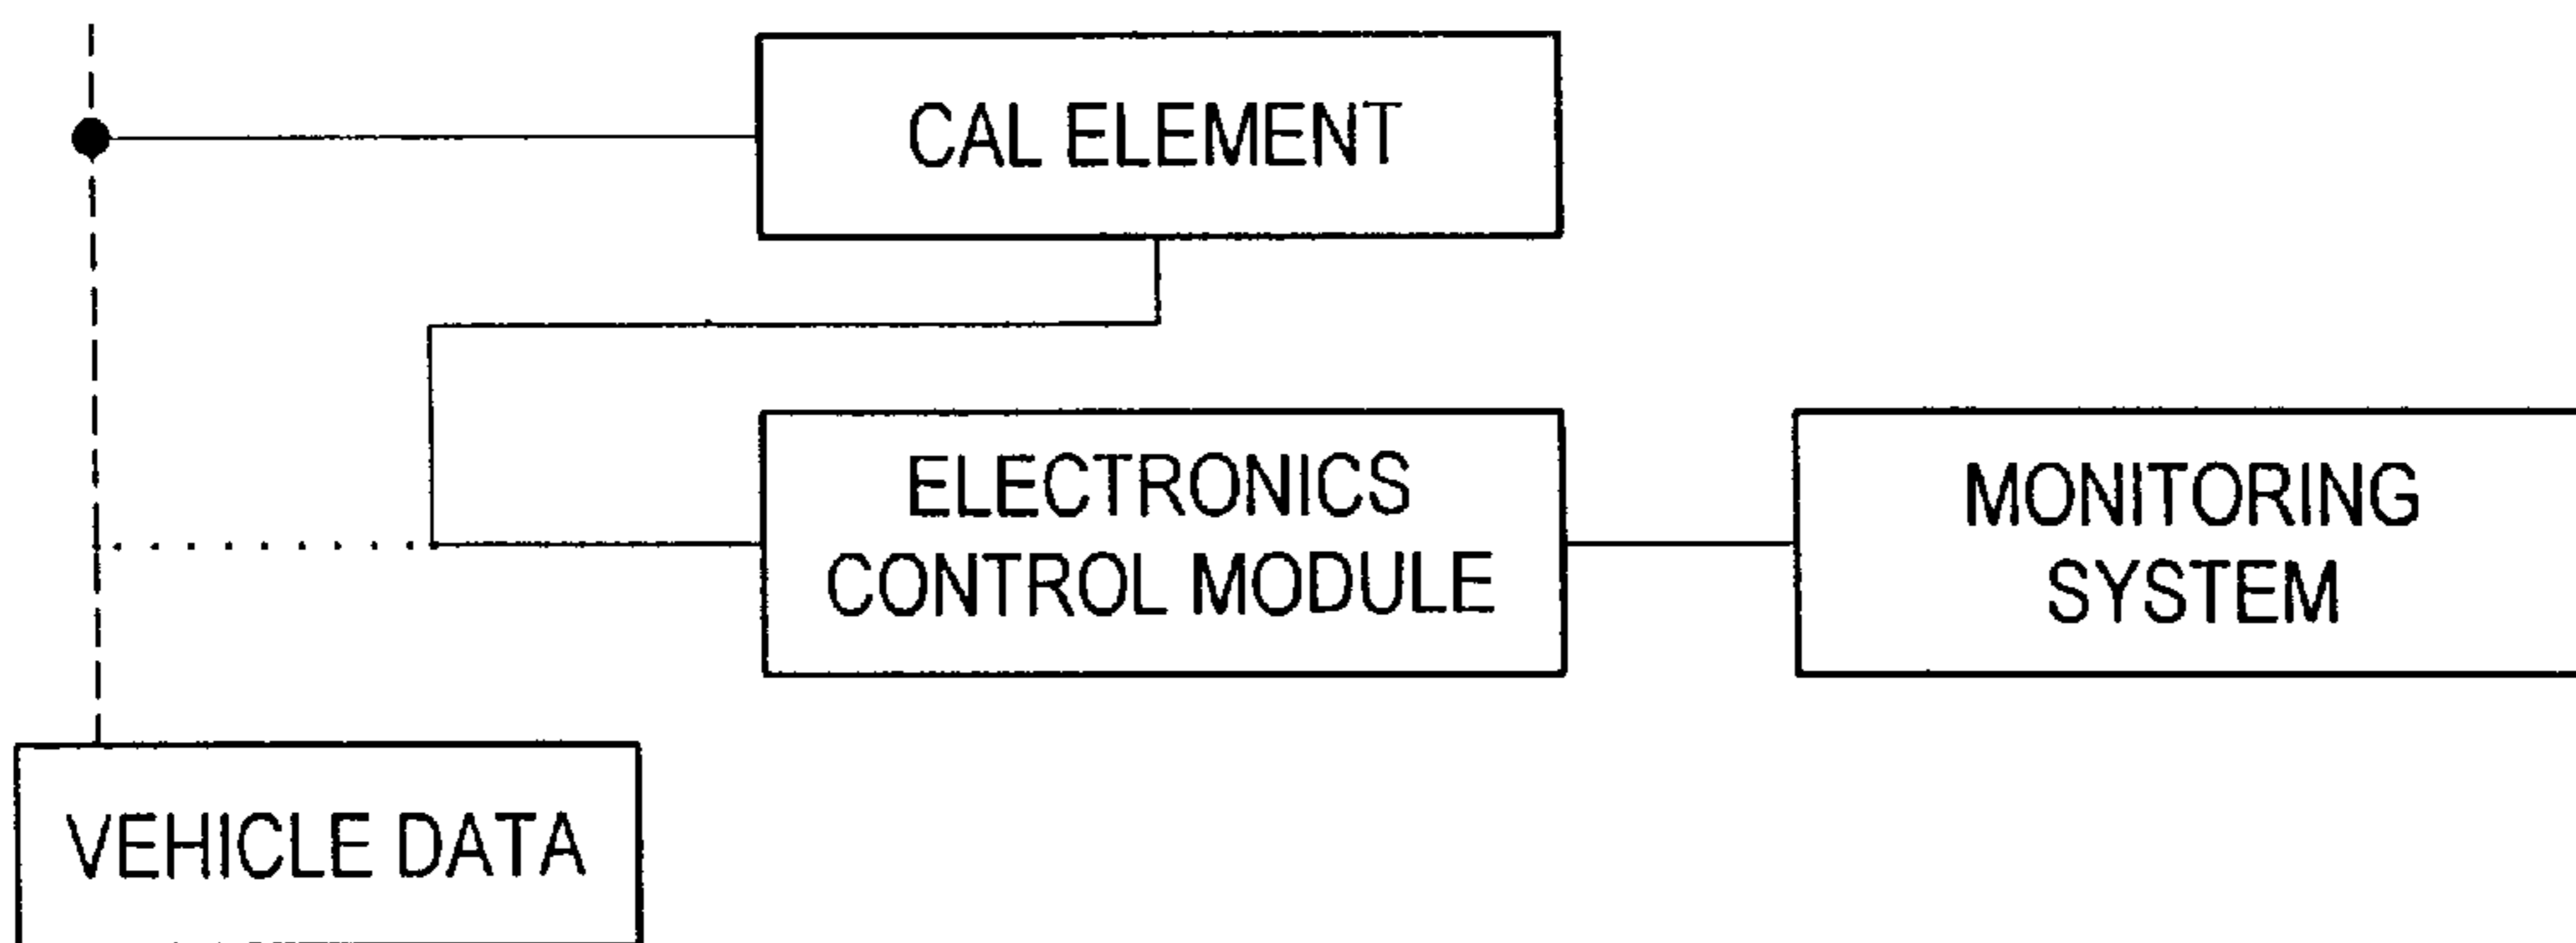 CAL ELEMENT
ELECTRONICS
CONTROL MODULE
MONITORING
SYSTEM
VEHICLE DATA